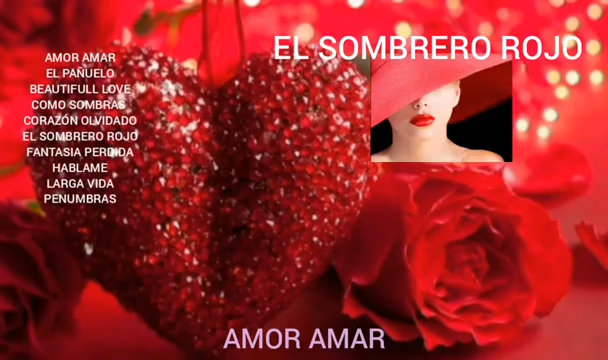 EL SOMBRERO ROJO
AMOR AMAR
EL PAÑUELO
BEAUTIFULL LOVE
COMO SOMBRAS
CORAZÓN OLVIDADO
EL SOMBRERO ROJO
FANTASIA PERDIDA
HABLAME
LARGA VIDA
PENUMBRAS
AMOR AMAR